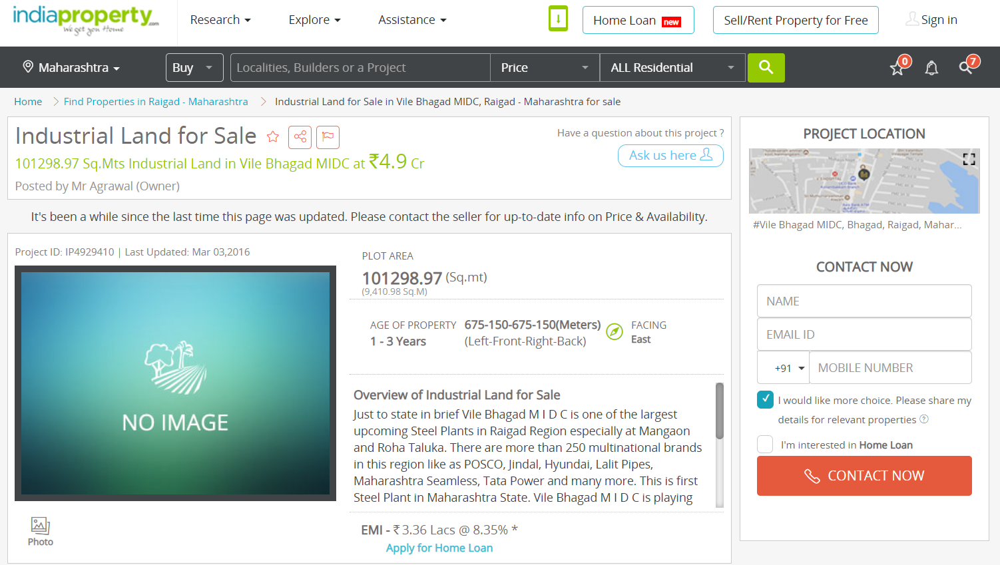 indiaproperty.com
We get you Home
Research
Explore
Assistance
Home Loan new
Sell/Rent Property for Free
Sign in
Maharashtra
Buy
Localities, Builders or a Project
Price
ALL Residential
0
7
Home
Find Properties in Raigad - Maharashtra
Industrial Land for Sale in Vile Bhagad MIDC, Raigad - Maharashtra for sale
Industrial Land for Sale
101298.97 Sq.Mts Industrial Land in Vile Bhagad MIDC at ₹4.9 Cr
Posted by Mr Agrawal (Owner)
Have a question about this project ?
Ask us here
It's been a while since the last time this page was updated. Please contact the seller for up-to-date info on Price & Availability.
Project ID: IP4929410 | Last Updated: Mar 03,2016
NO IMAGE
Photo
PLOT AREA
101298.97 (Sq.mt)
(9,410.98 Sq.M)
AGE OF PROPERTY
1 - 3 Years
675-150-675-150(Meters)
(Left-Front-Right-Back)
FACING
East
Overview of Industrial Land for Sale
Just to state in brief Vile Bhagad M I D C is one of the largest
upcoming Steel Plants in Raigad Region especially at Mangaon
and Roha Taluka. There are more than 250 multinational brands
in this region like as POSCO, Jindal, Hyundai, Lalit Pipes,
Maharashtra Seamless, Tata Power and many more. This is first
Steel Plant in Maharashtra State. Vile Bhagad M I D C is playing
EMI - ₹ 3.36 Lacs @ 8.35% *
Apply for Home Loan
PROJECT LOCATION
#Vile Bhagad MIDC, Bhagad, Raigad, Mahar...
CONTACT NOW
NAME
EMAIL ID
+91
MOBILE NUMBER
I would like more choice. Please share my
details for relevant properties ?
I'm interested in Home Loan
CONTACT NOW